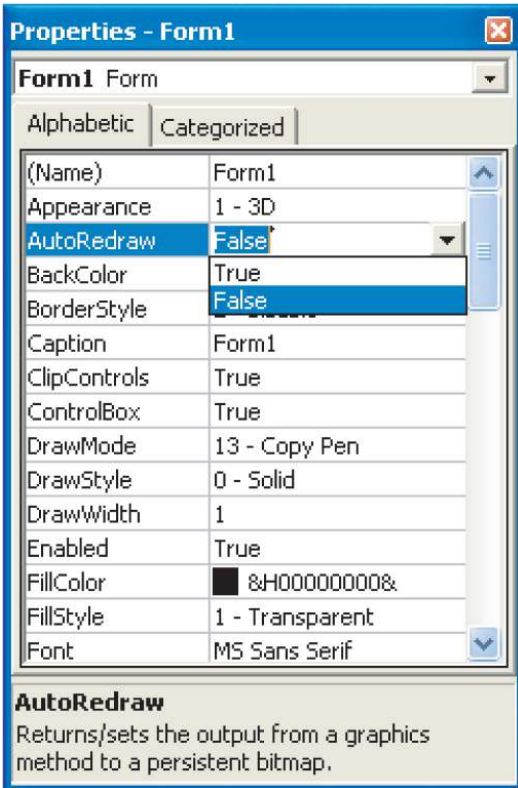 Properties - Form1
Form1 Form
Alphabetic Categorized
(Name) Form1
Appearance 1 - 3D
AutoRedraw False
BackColor True
False
BorderStyle
Caption Form1
ClipControls True
ControlBox True
DrawMode 13 - Copy Pen
DrawStyle 0 - Solid
DrawWidth 1
Enabled True
FillColor &H00000000&
FillStyle 1 - Transparent
Font MS Sans Serif
AutoRedraw
Returns/sets the output from a graphics
method to a persistent bitmap.